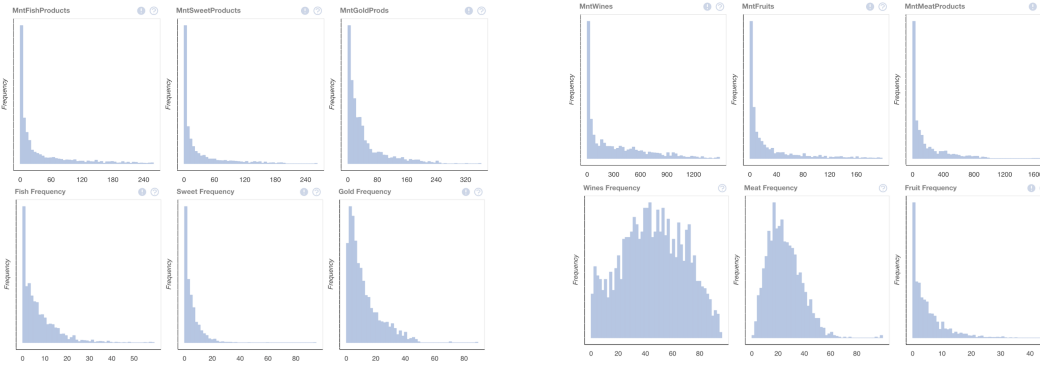 MntFishProducts
MntSweetProducts
MntGoldProds
Frequency
Frequency
Frequency
0 60 120 180 240
0 60 120 180 240
0 80 160 240 320
Fish Frequency
Sweet Frequency
Gold Frequency
Frequency
Frequency
Frequency
0 10 20 30 40 50
0 20 40 60 80
0 20 40 60 80
MntWines
MntFruits
MntMeatProducts
Frequency
Frequency
Frequency
0 300 600 900 1200
0 40 80 120 160
0 400 800 1200 1600
Wines Frequency
Meat Frequency
Fruit Frequency
Frequency
Frequency
Frequency
0 20 40 60 80
0 20 40 60 80
0 10 20 30 40